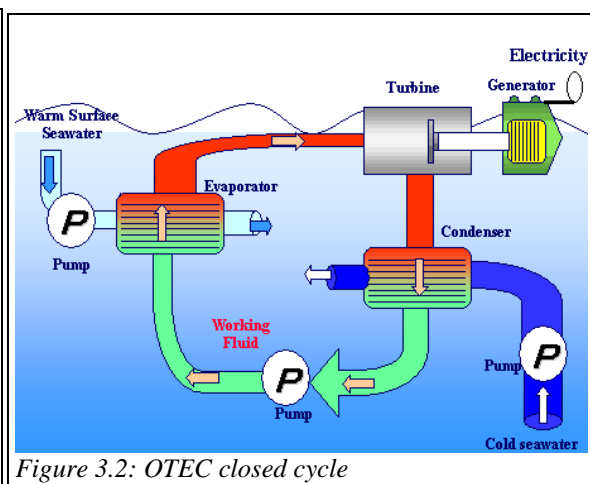 Electricity
Turbine
Generator
Warm Surface
Seawater
Evaporator
P
Pump
Condenser
Working
Fluid
P
Pump
P
Pump
Cold seawater
Figure 3.2: OTEC closed cycle